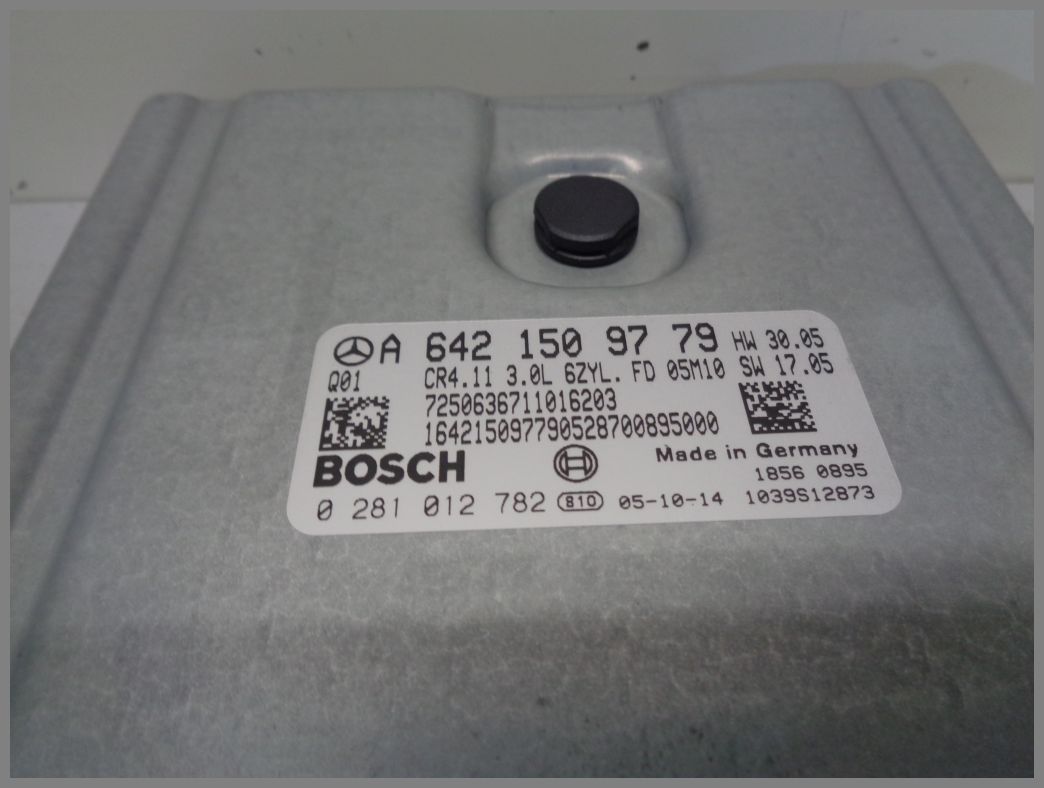 A 642 150 97 79 HW 30.05
Q01 CR4.11 3.0L 6ZYL. FD 05M10 SW 17.05
7250636711016203
164215097790528700895000
BOSCH Made in Germany
1856 0895
0 281 012 782 810 05-10-14 1039S12873